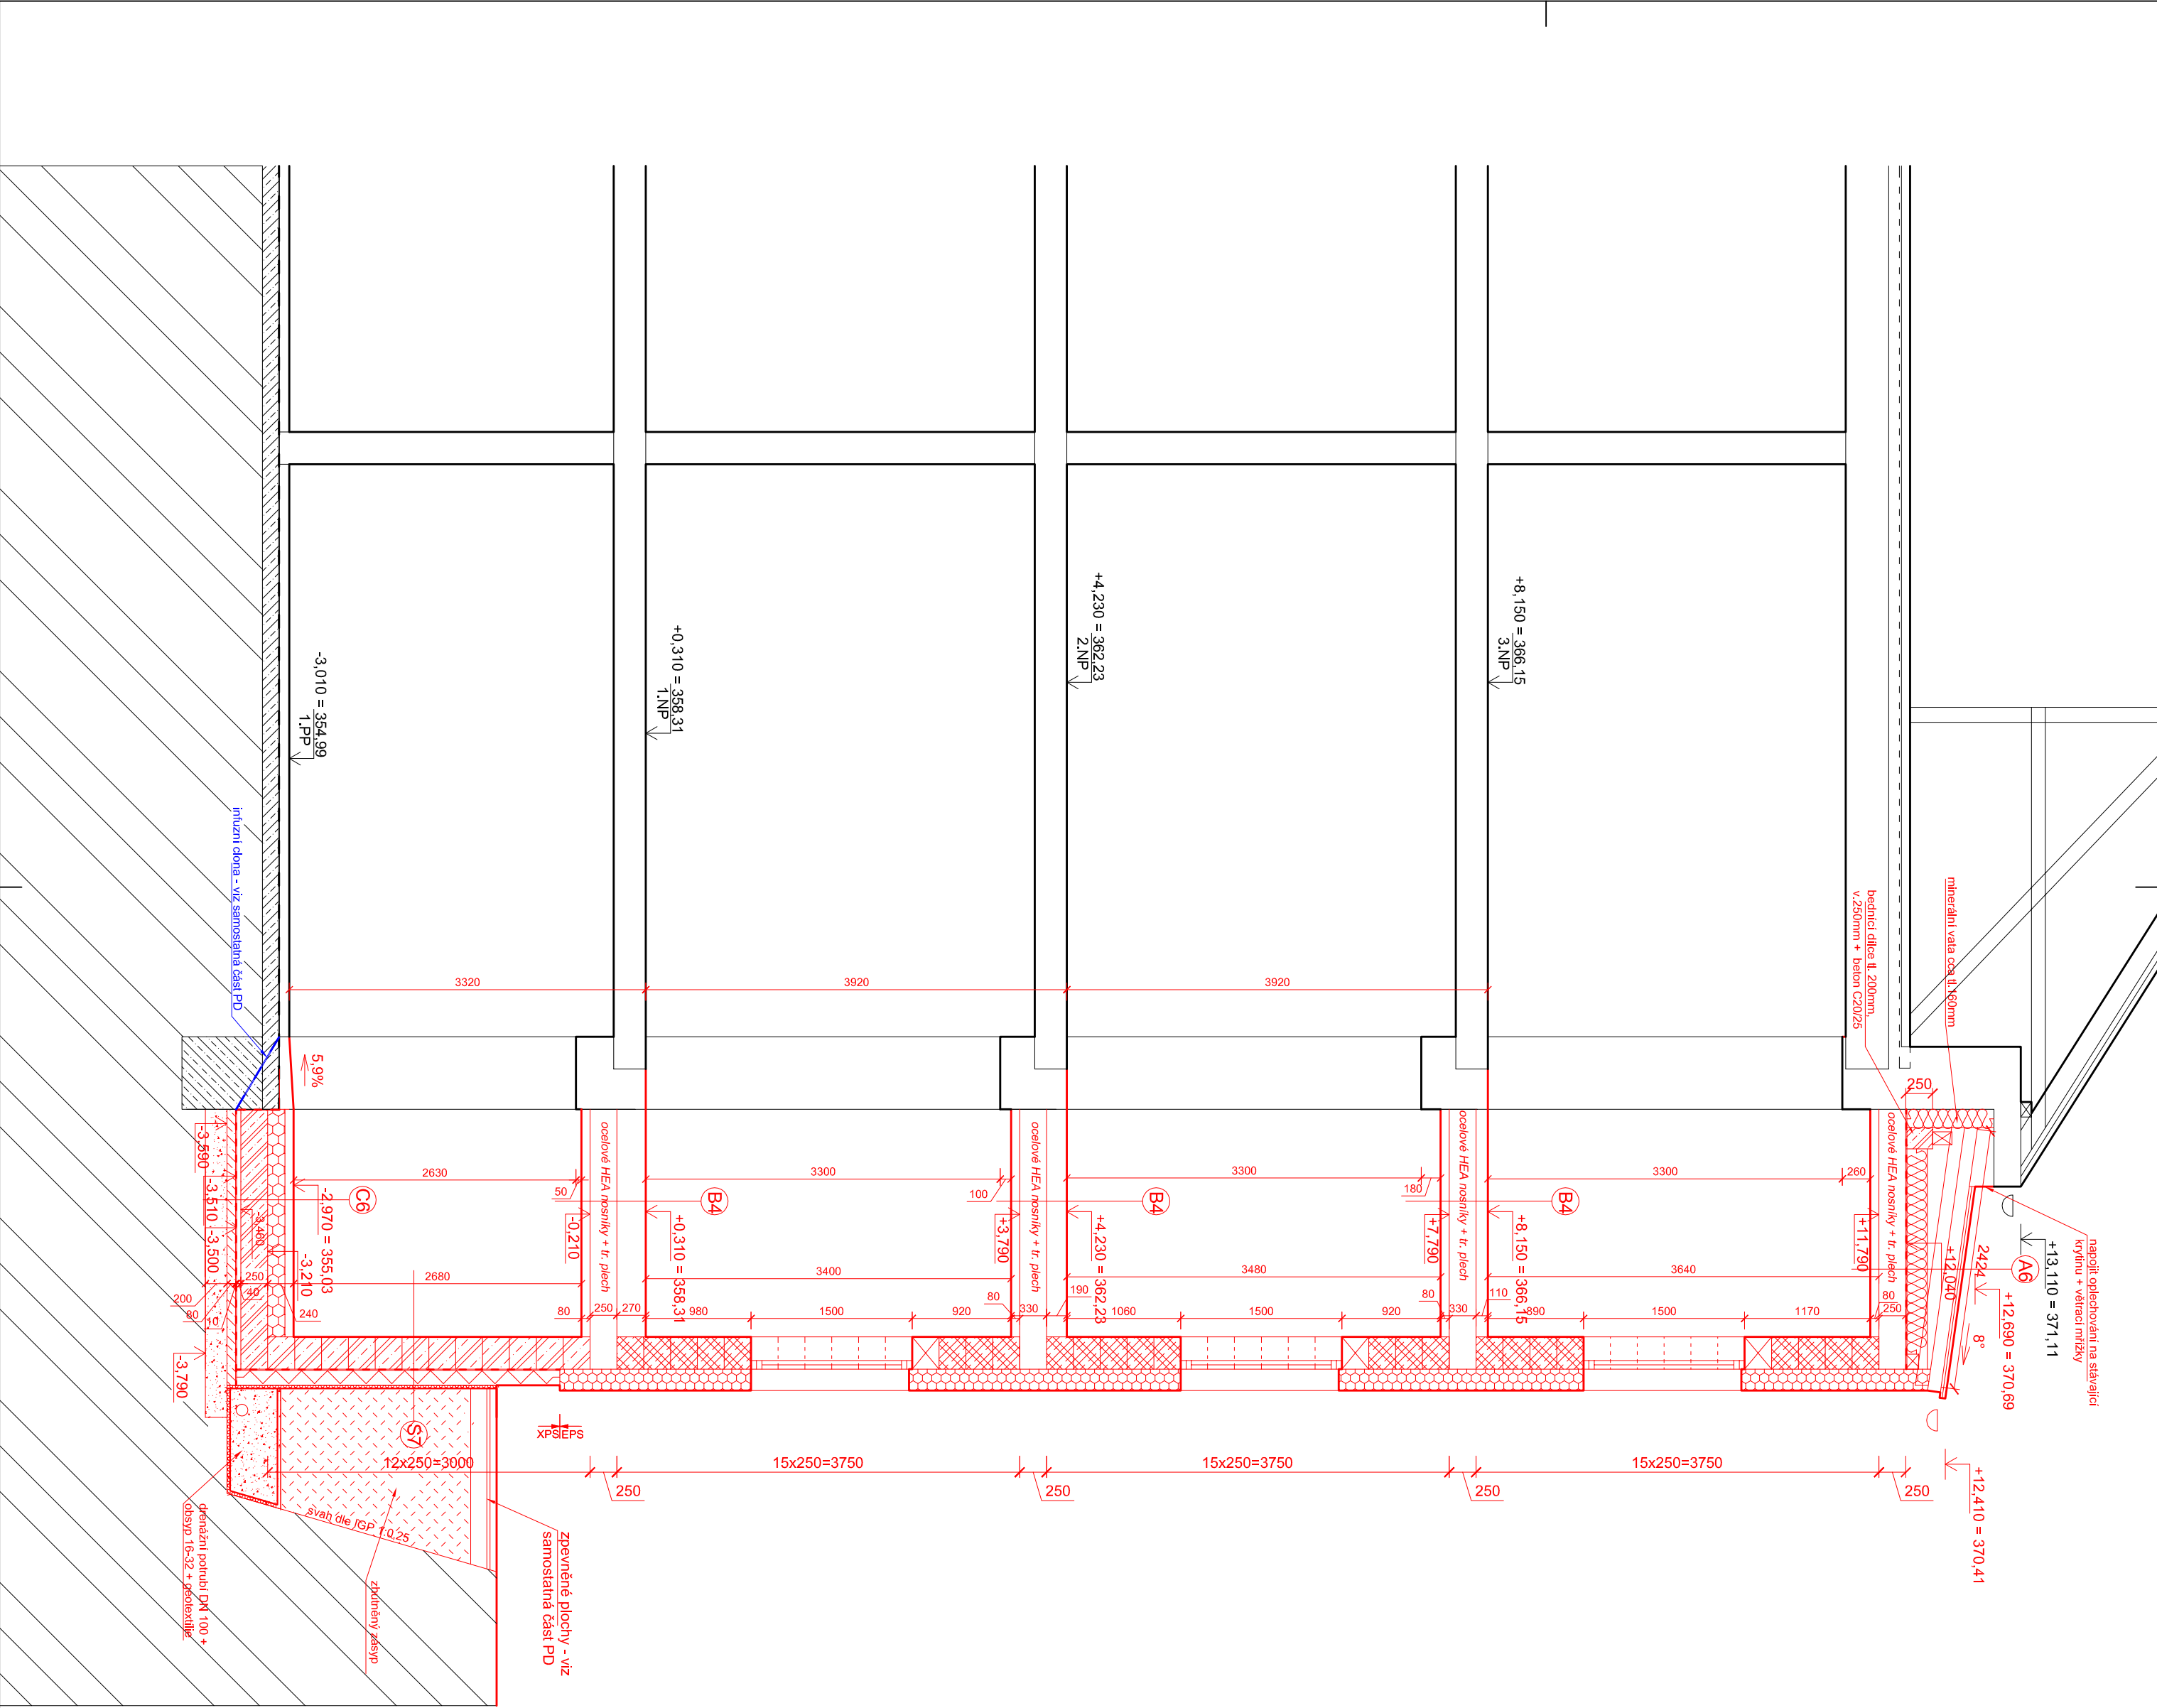 napojit oplechování na stávající
krytinu + větrací mřížky
+13,110 = 371,11
A6
+12,690 = 370,69
2424
8°
+12,410 = 370,41
minerální vata cca tl.160mm
bednící dílce tl. 200mm,
v.250mm + beton C20/25
250
+12,040
ocelové HEA nosníky + tr. plech
+11,790
260
80
250
250
+8,150 = 366,15
3.NP
3300
3640
1170
1500
890
15x250=3750
B4
+8,150 = 366,15
110
330
80
250
ocelové HEA nosníky + tr. plech
+7,790
180
+4,230 = 362,23
2.NP
3920
3300
3480
920
1500
1060
15x250=3750
B4
+4,230 = 362,23
190
330
80
250
ocelové HEA nosníky + tr. plech
+3,790
100
+0,310 = 358,31
1.NP
3920
3300
3400
920
1500
980
15x250=3750
B4
+0,310 = 358,31
270
250
80
250
ocelové HEA nosníky + tr. plech
-0,210
50
XPS
EPS
-3,010 = 354,99
1.PP
3320
2630
2680
12x250=3000
5,9%
C6
-2,970 = 355,03
S7
-3,210
240
-3,460
250
40
-3,500
-3,510
-3,590
10
80
200
-3,790
infuzní clona - viz samostatná část PD
zpevněné plochy - viz
samostatná část PD
svah dle IGP 1:0,25
zhutněný zásyp
drenážní potrubí DN 100 +
obsyp 16-32 + geotextilie